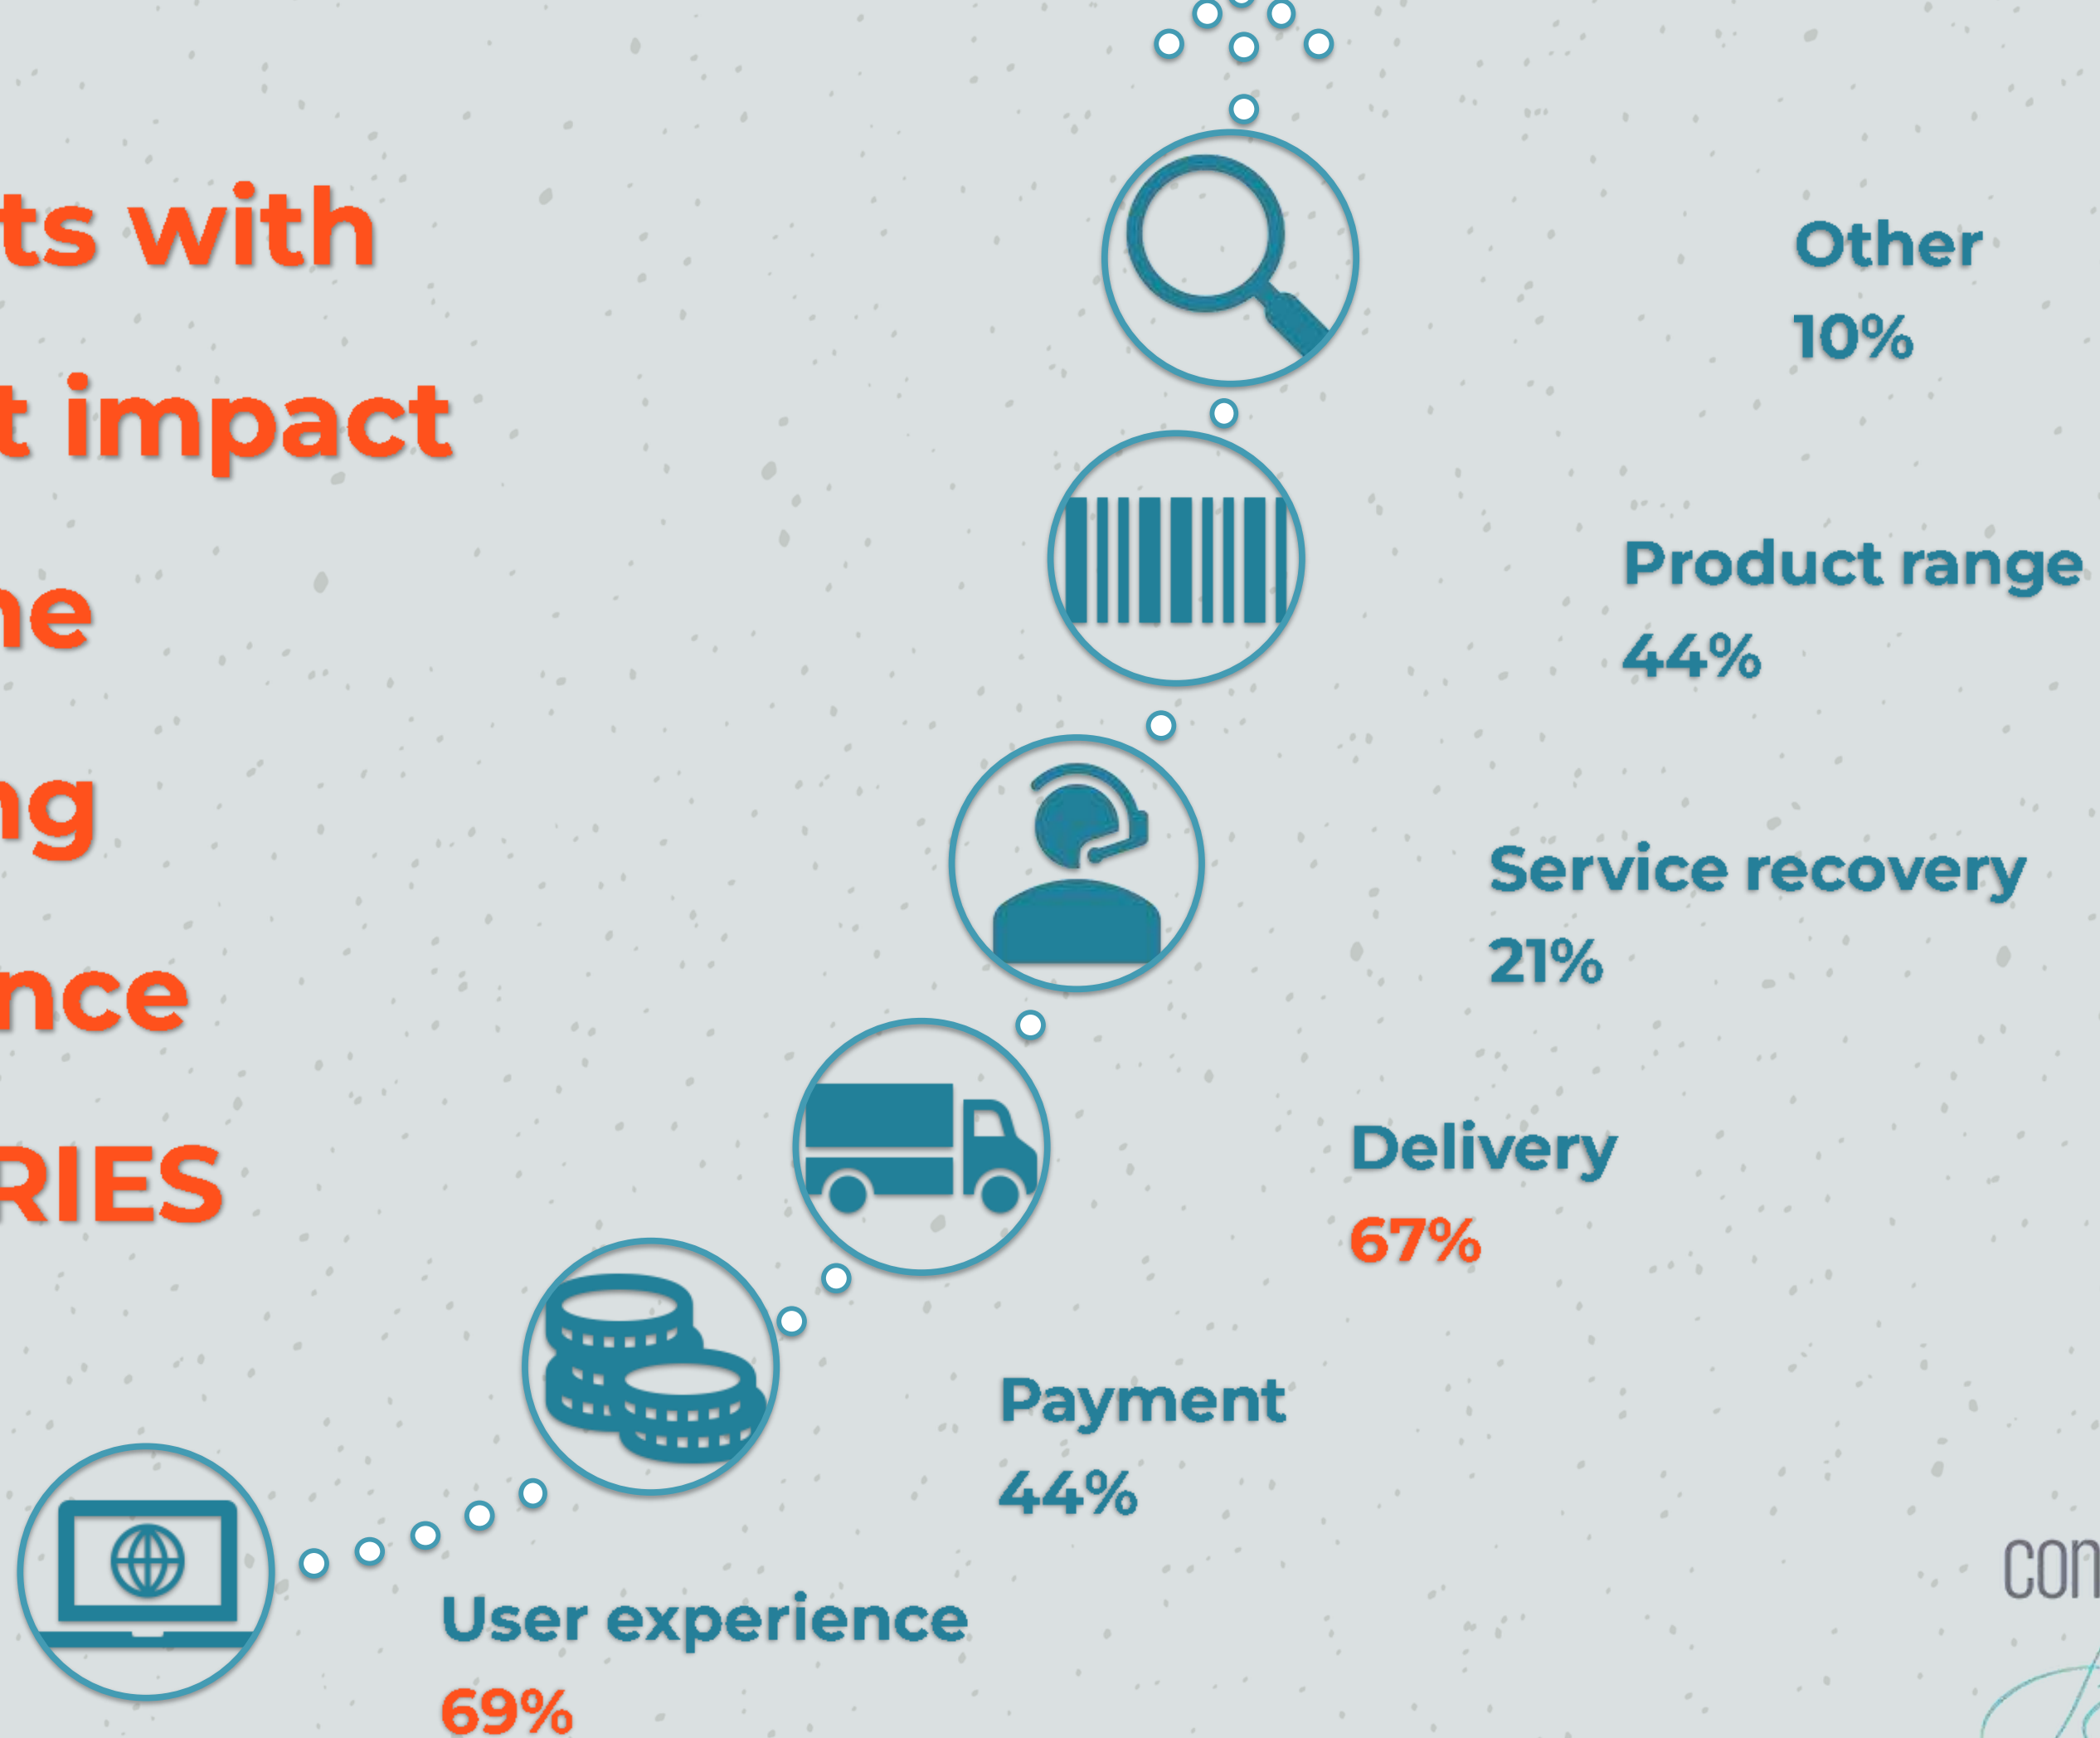 ts with
t impact
ne
ng
nce
RIES
Other
10%
Product range
44%
Service recovery
21%
Delivery
67%
Payment
44%
User experience
69%
con